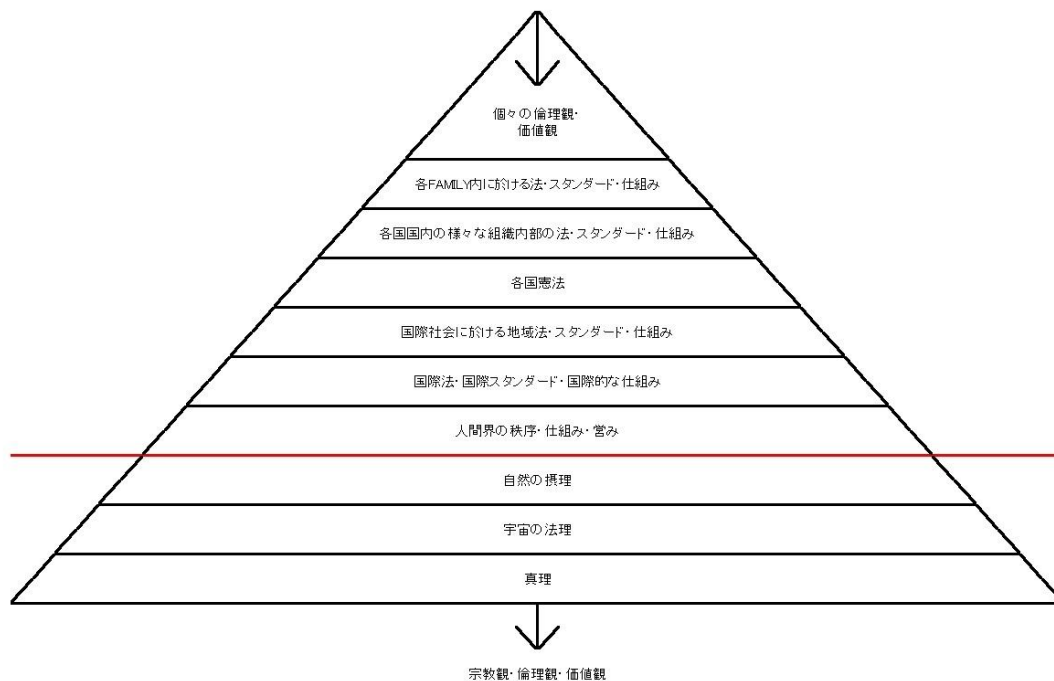 個々の倫理観・
価値観
各FAMILY内に於ける法・スタンダード・仕組み
各国国内の様々な組織内部の法・スタンダード・仕組み
各国憲法
国際社会に於ける地域法・スタンダード・仕組み
国際法・国際スタンダード・国際的な仕組み
人間界の秩序・仕組み・営み
自然の摂理
宇宙の法理
真理
宗教観・倫理観・価値観